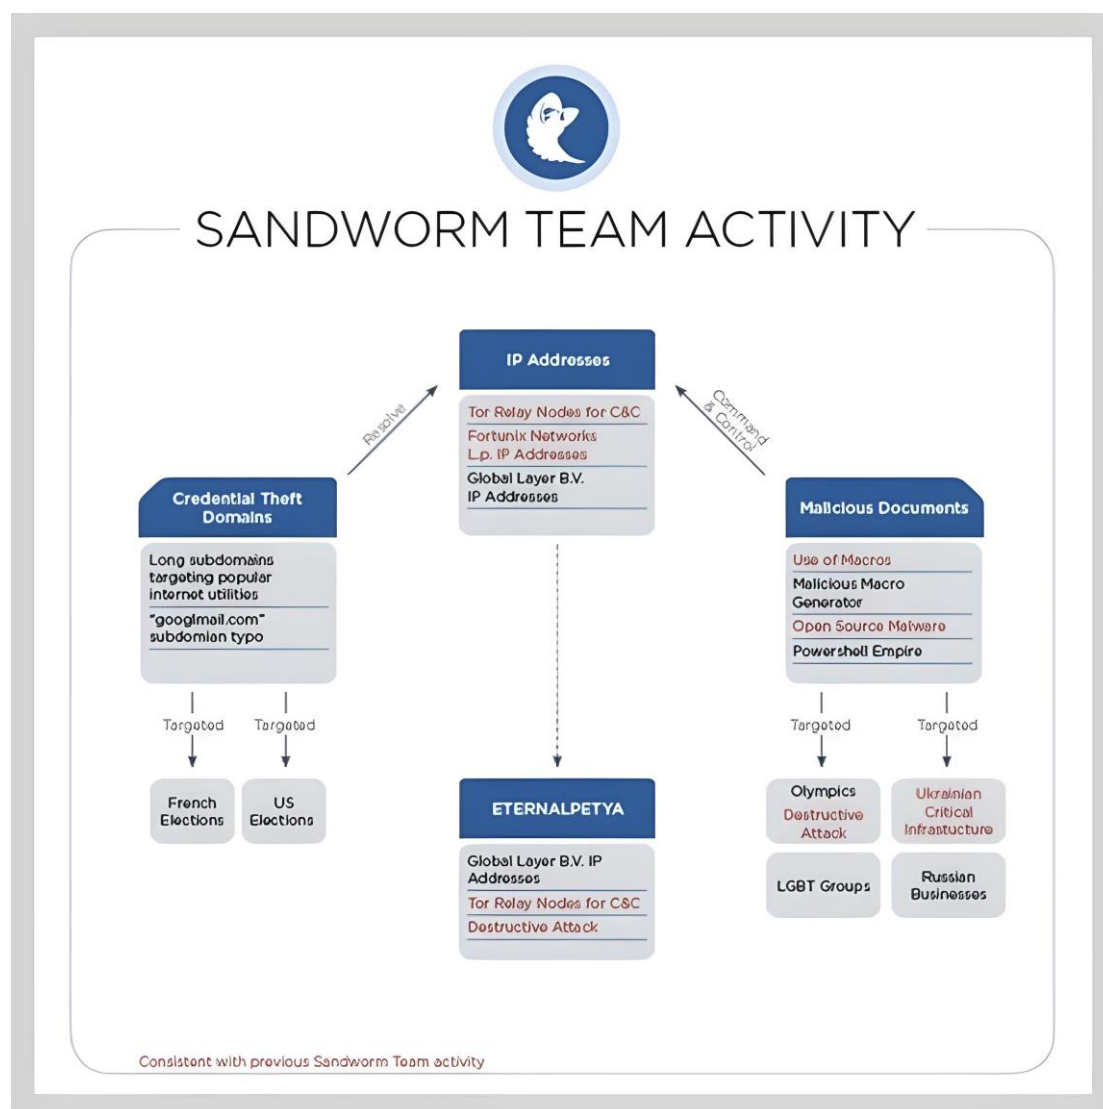 SANDWORM TEAM ACTIVITY
IP Addresses
Tor Relay Nodes for C&C
Fortunix Networks
L.p. IP Addresses
Global Layer B.V.
IP Addresses
Resolve
Command
& Control
Credential Theft
Domains
Long subdomains
targeting popular
internet utilities
"googlmail.com"
subdomian typo
Malicious Documents
Use of Macros
Malicious Macro
Generator
Open Source Malware
Powershell Empire
Targeted
Targeted
Targeted
Targeted
French
Elections
US
Elections
ETERNALPETYA
Global Layer B.V. IP
Addresses
Tor Relay Nodes for C&C
Destructive Attack
Olympics
Destructive
Attack
Ukrainian
Critical
Infrastucture
LGBT Groups
Russian
Businesses
Consistent with previous Sandworm Team activity